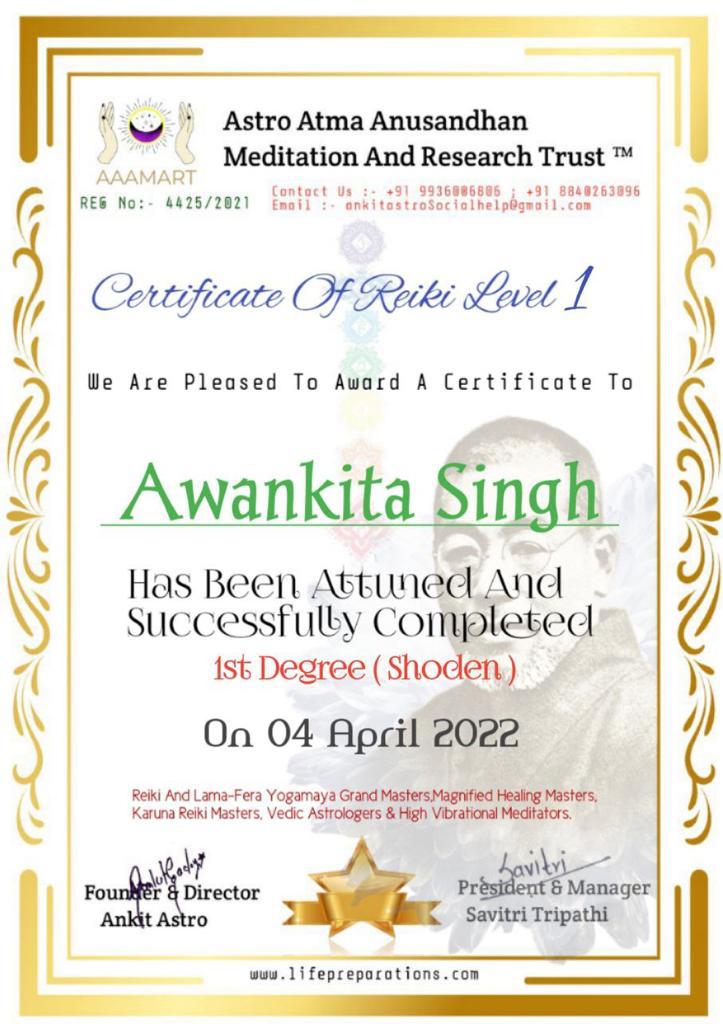 Astro Atma Anusandhan
Meditation And Research Trust ™
AAAMART
REG No:- 4425/2021
Contact Us :- +91 9936006806 ; +91 8840263096
Email :- ankitastroSocialhelp@gmail.com
Certificate Of Reiki Level 1
We Are Pleased To Award A Certificate To
Awankita Singh
Has Been Attuned And
Successfully Completed
1st Degree ( Shoden )
On 04 April 2022
Reiki And Lama-Fera Yogamaya Grand Masters,Magnified Healing Masters,
Karuna Reiki Masters, Vedic Astrologers & High Vibrational Meditators.
Founder & Director
Ankit Astro
Savitri
President & Manager
Savitri Tripathi
www.lifepreparations.com